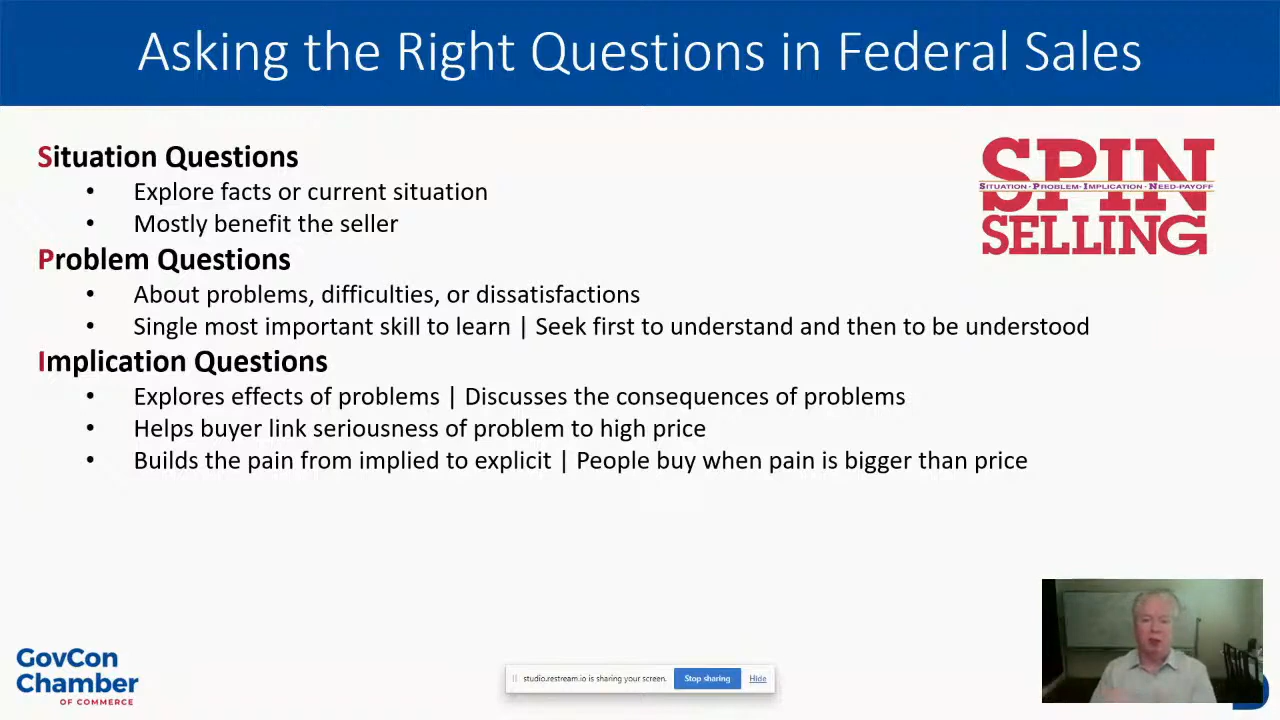 Asking the Right Questions in Federal Sales
Situation Questions
• Explore facts or current situation
• Mostly benefit the seller
Problem Questions
• About problems, difficulties, or dissatisfactions
• Single most important skill to learn | Seek first to understand and then to be understood
Implication Questions
• Explores effects of problems | Discusses the consequences of problems
• Helps buyer link seriousness of problem to high price
• Builds the pain from implied to explicit | People buy when pain is bigger than price
SPIN
SITUATION·PROBLEM·IMPLICATION·NEED-PAYOFF
SELLING
GovCon
Chamber
OF COMMERCE
studio.restream.io is sharing your screen. Stop sharing Hide